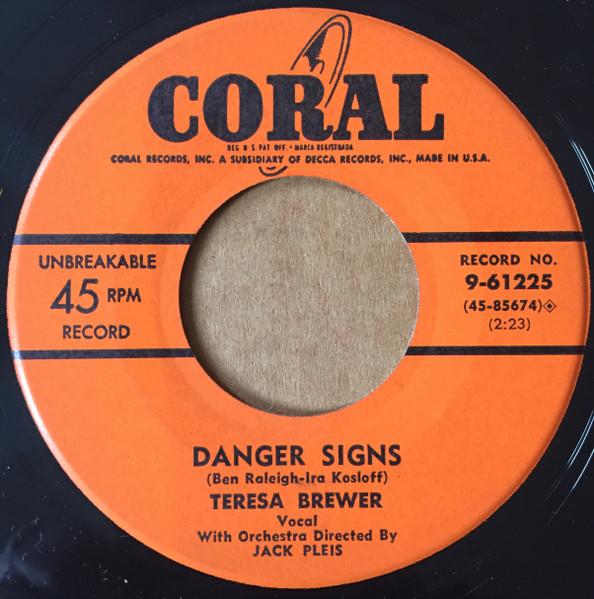 CORAL
REG U S PAT OFF. • MARCA REGISTRADA
CORAL RECORDS, INC. A SUBSIDIARY OF DECCA RECORDS, INC., MADE IN U.S.A.
UNBREAKABLE
45 RPM
RECORD
RECORD NO.
9-61225
(45-85674)◈
(2:23)
DANGER SIGNS
(Ben Raleigh-Ira Kosloff)
TERESA BREWER
Vocal
With Orchestra Directed By
JACK PLEIS